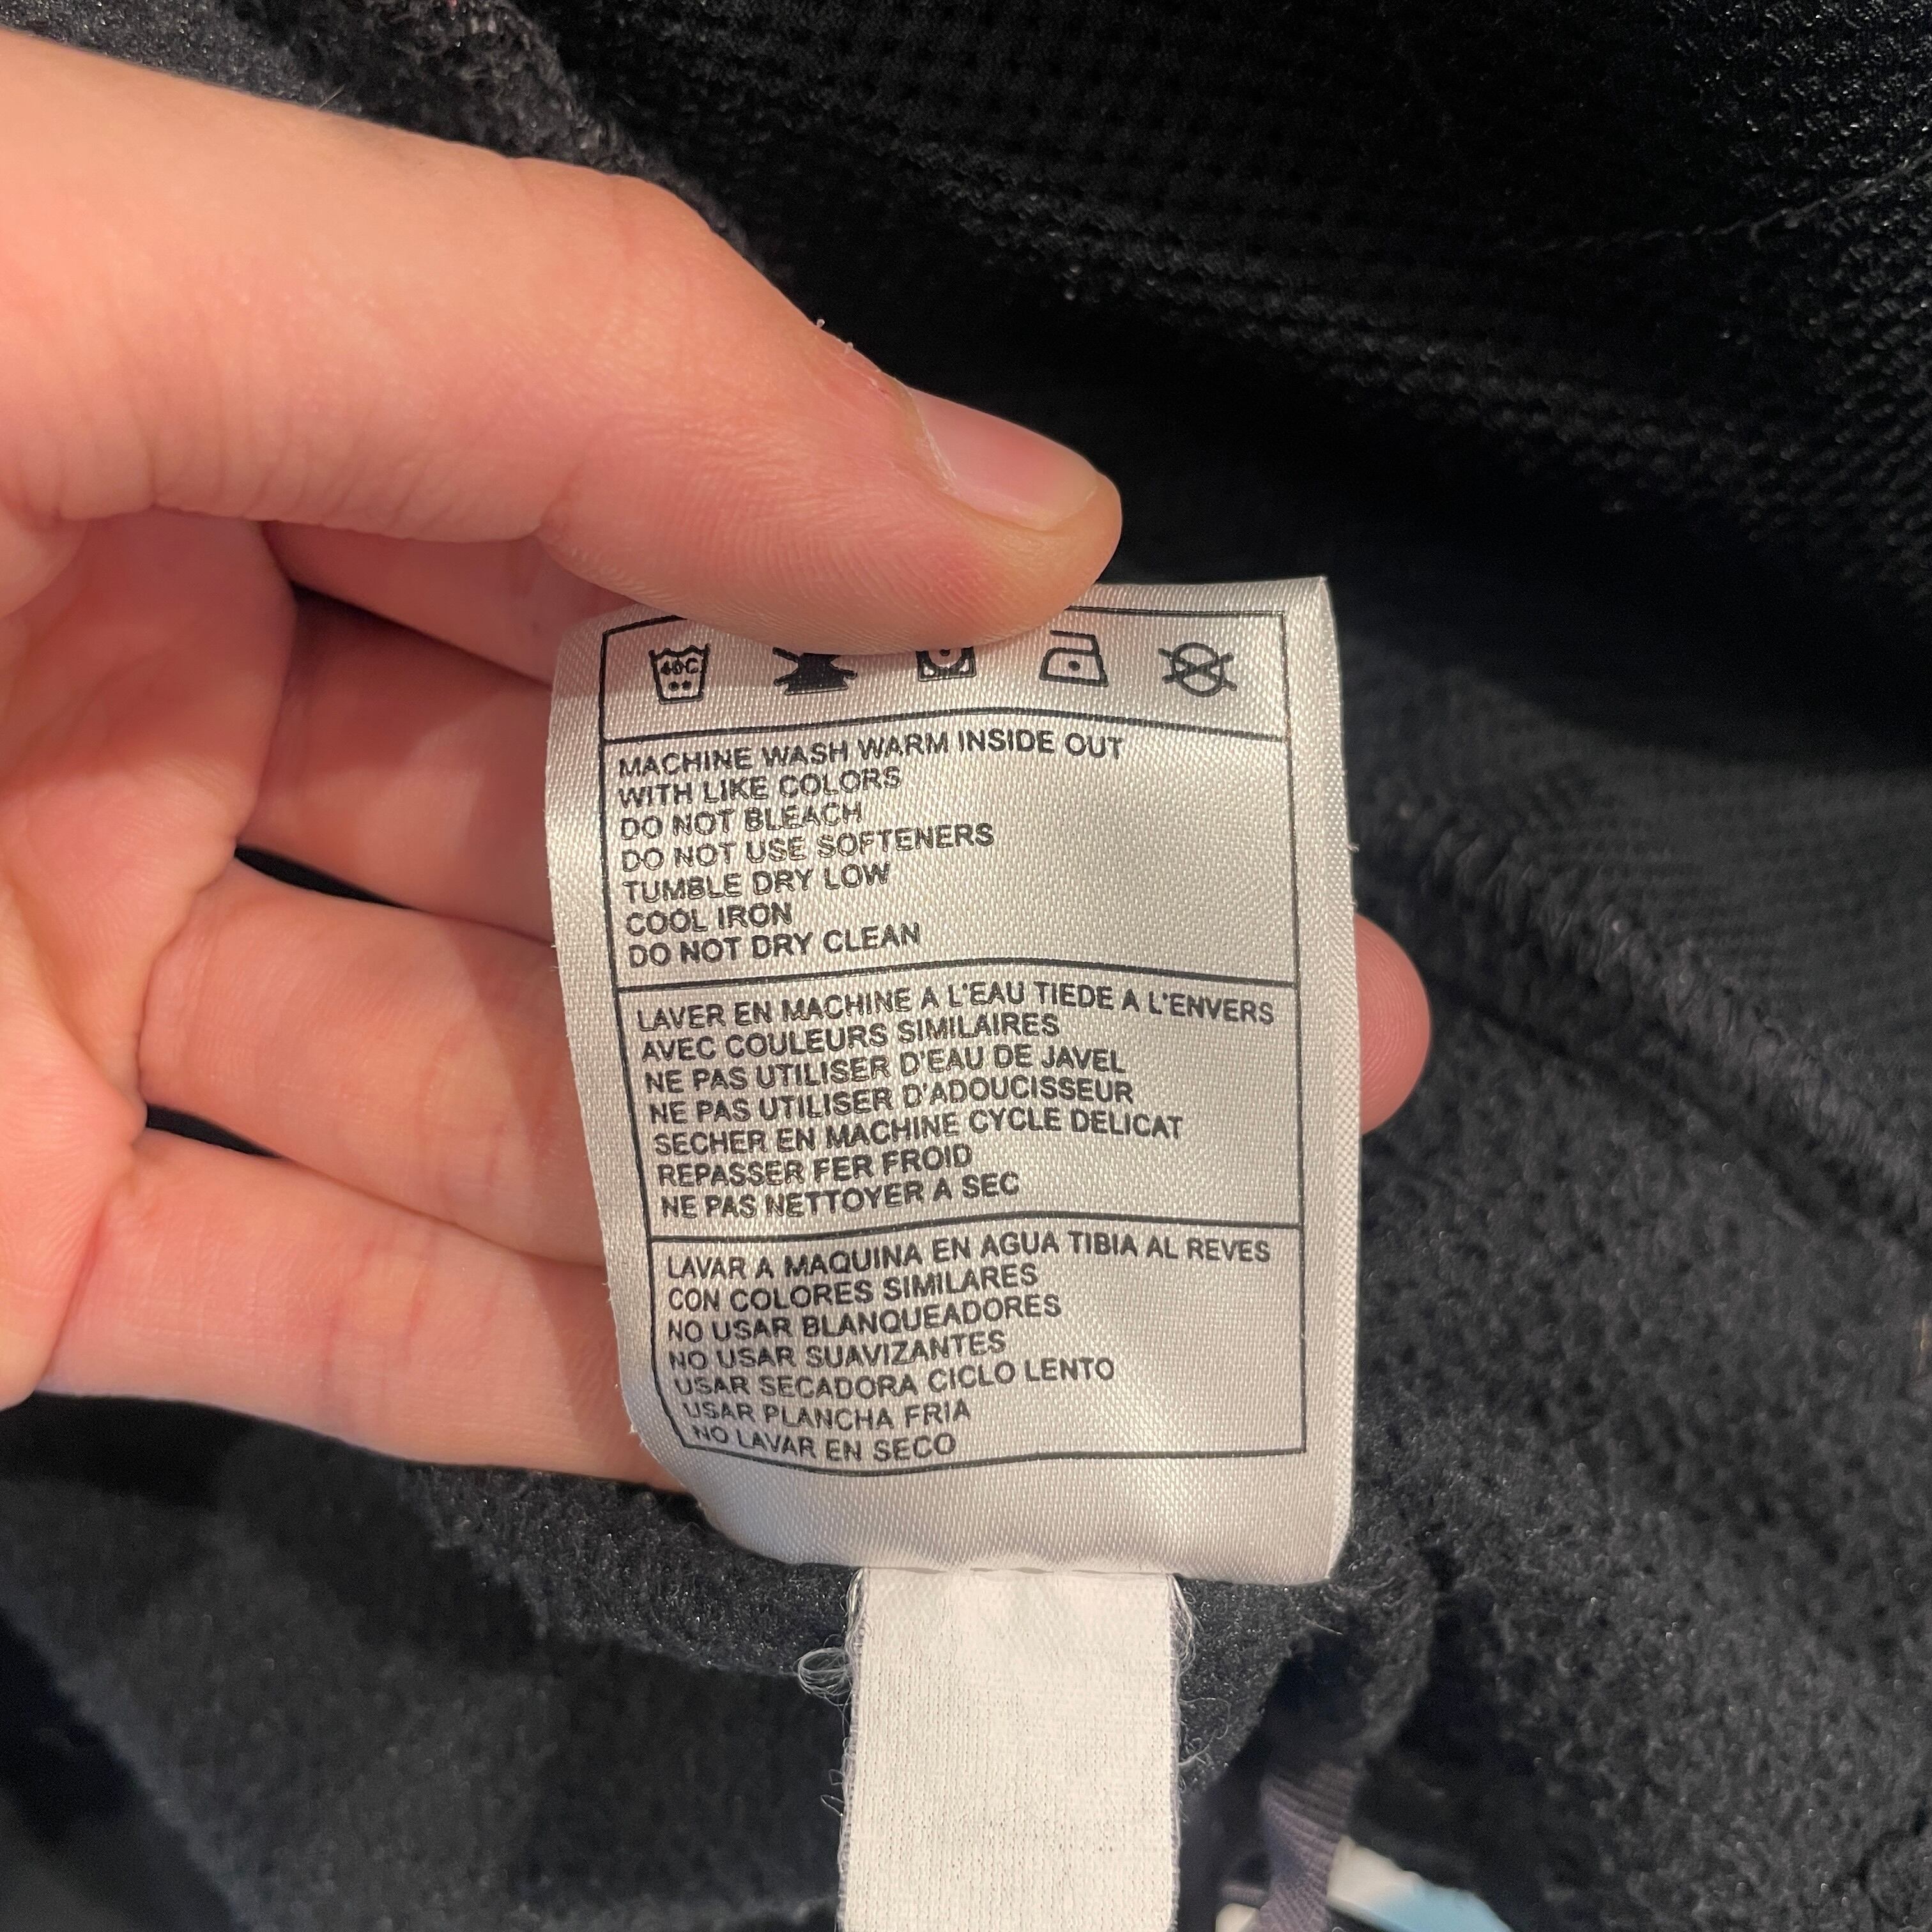 40C
MACHINE WASH WARM INSIDE OUT
WITH LIKE COLORS
DO NOT BLEACH
DO NOT USE SOFTENERS
TUMBLE DRY LOW
COOL IRON
DO NOT DRY CLEAN
LAVER EN MACHINE A L'EAU TIEDE A L'ENVERS
AVEC COULEURS SIMILAIRES
NE PAS UTILISER D'EAU DE JAVEL
NE PAS UTILISER D'ADOUCISSEUR
SECHER EN MACHINE CYCLE DELICAT
REPASSER FER FROID
NE PAS NETTOYER A SEC
LAVAR A MAQUINA EN AGUA TIBIA AL REVES
CON COLORES SIMILARES
NO USAR BLANQUEADORES
NO USAR SUAVIZANTES
USAR SECADORA CICLO LENTO
USAR PLANCHA FRIA
NO LAVAR EN SECO